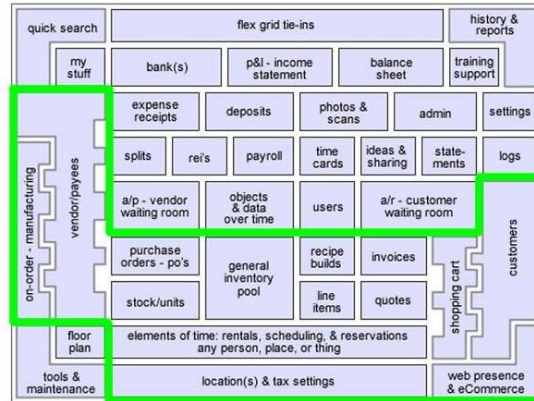 quick search
flex grid tie-ins
history &
reports
my
stuff
bank(s)
p&l - income
statement
balance
sheet
training
support
expense
receipts
deposits
photos &
scans
admin
settings
splits
rei's
payroll
time
cards
ideas &
sharing
state-
ments
logs
vendor/payees
on-order - manufacturing
a/p - vendor
waiting room
objects
& data
over time
users
a/r - customer
waiting room
customers
purchase
orders - po's
general
inventory
pool
recipe
builds
invoices
shopping cart
stock/units
line
items
quotes
floor
plan
elements of time: rentals, scheduling, & reservations
any person, place, or thing
tools &
maintenance
location(s) & tax settings
web presence
& eCommerce